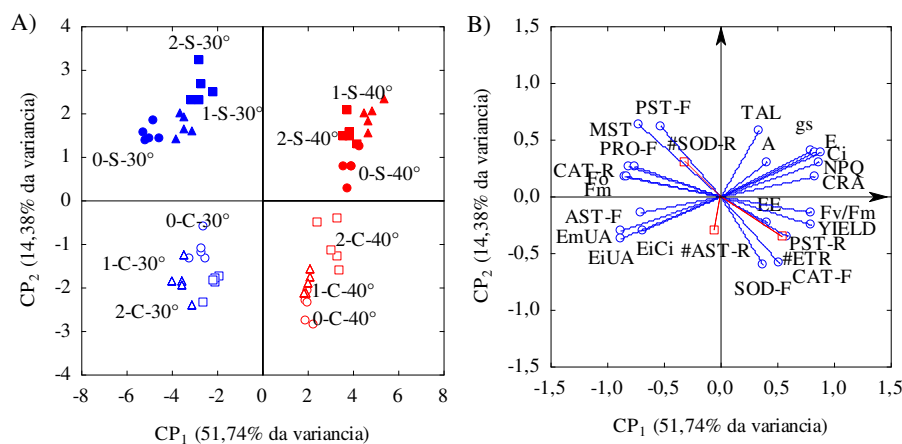 A)
B)
CP₂ (14,38% da variancia)
4
3
2
1
0
-1
-2
-3
-4
2-S-30°
1-S-30°
0-S-30°
1-S-40°
2-S-40°
0-S-40°
0-C-30°
1-C-30°
2-C-30°
2-C-40°
1-C-40°
0-C-40°
-8 -6 -4 -2 0 2 4 6 8
CP₁ (51,74% da variancia)
CP₂ (14,38% da variancia)
1,5
1,0
0,5
0,0
-0,5
-1,0
-1,5
PST-F
TAL
MST
#SOD-R
A
gs
E
Ci
PRO-F
NPQ
CAT-R
CRA
Fo
Fm
EE
AST-F
Fv/Fm
EmUA
YIELD
EiCi
EiUA
#AST-R
PST-R
#ETR
SOD-F
CAT-F
-1,5 -1,0 -0,5 0,0 0,5 1,0 1,5
CP₁ (51,74% da variancia)